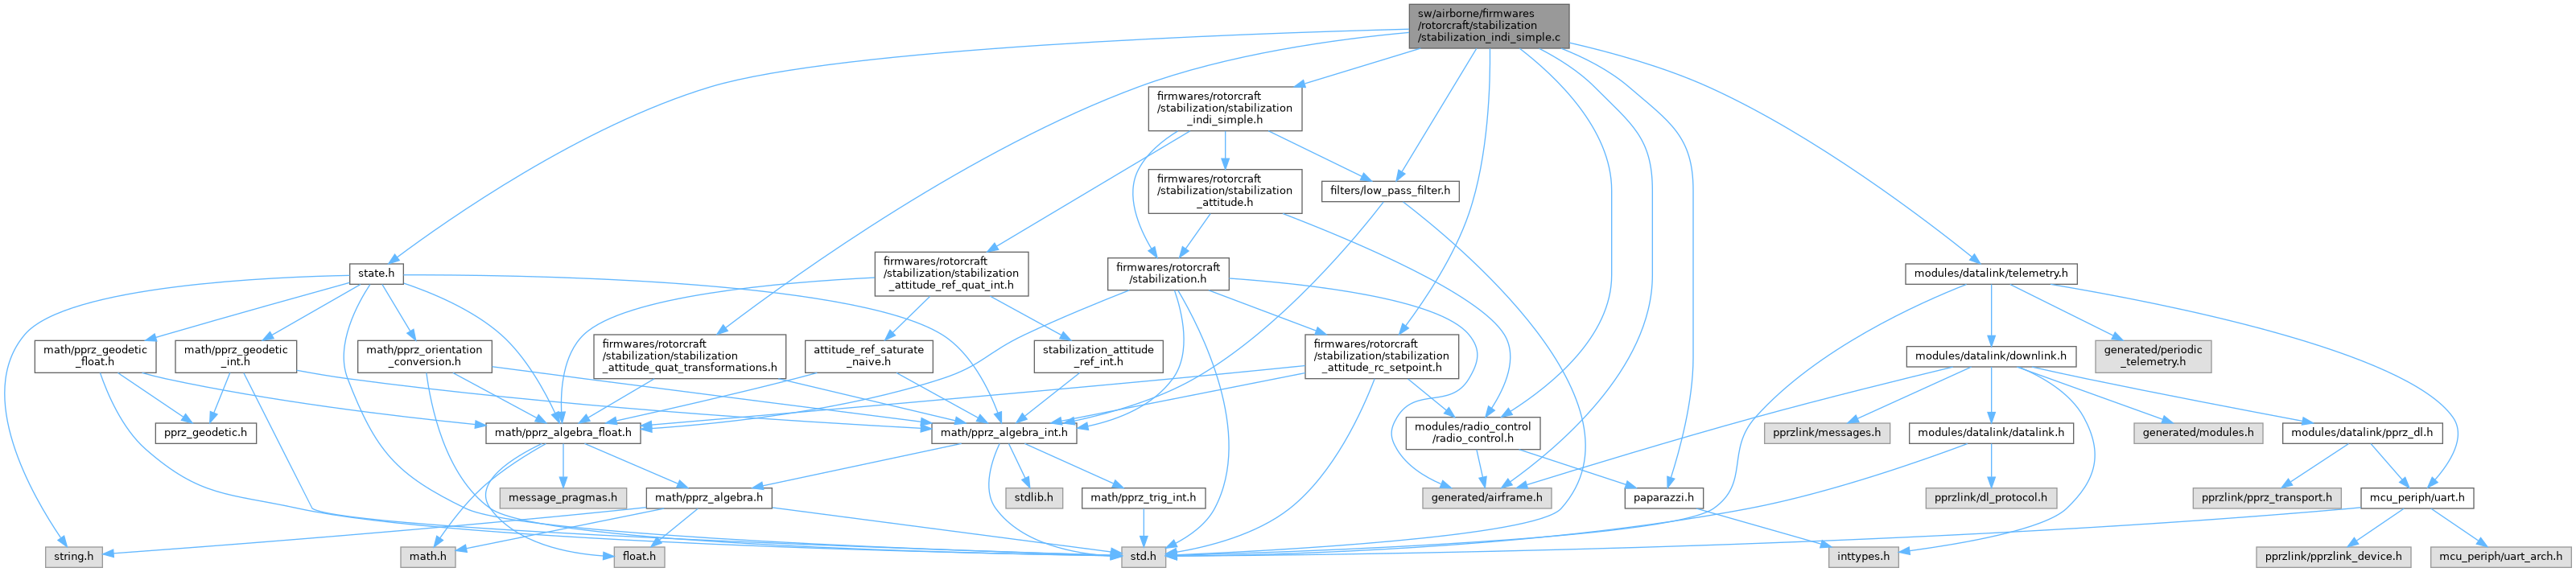 sw/airborne/firmwares
/rotorcraft/stabilization
/stabilization_indi_simple.c
firmwares/rotorcraft
/stabilization/stabilization
_indi_simple.h
firmwares/rotorcraft
/stabilization/stabilization
_attitude.h
filters/low_pass_filter.h
state.h
firmwares/rotorcraft
/stabilization/stabilization
_attitude_ref_quat_int.h
firmwares/rotorcraft
/stabilization.h
modules/datalink/telemetry.h
math/pprz_geodetic
_float.h
math/pprz_geodetic
_int.h
math/pprz_orientation
_conversion.h
firmwares/rotorcraft
/stabilization/stabilization
_attitude_quat_transformations.h
attitude_ref_saturate
_naive.h
stabilization_attitude
_ref_int.h
firmwares/rotorcraft
/stabilization/stabilization
_attitude_rc_setpoint.h
modules/datalink/downlink.h
generated/periodic
_telemetry.h
pprz_geodetic.h
math/pprz_algebra_float.h
math/pprz_algebra_int.h
modules/radio_control
/radio_control.h
pprzlink/messages.h
modules/datalink/datalink.h
generated/modules.h
modules/datalink/pprz_dl.h
message_pragmas.h
math/pprz_algebra.h
stdlib.h
math/pprz_trig_int.h
generated/airframe.h
paparazzi.h
pprzlink/dl_protocol.h
pprzlink/pprz_transport.h
mcu_periph/uart.h
string.h
math.h
float.h
std.h
inttypes.h
pprzlink/pprzlink_device.h
mcu_periph/uart_arch.h